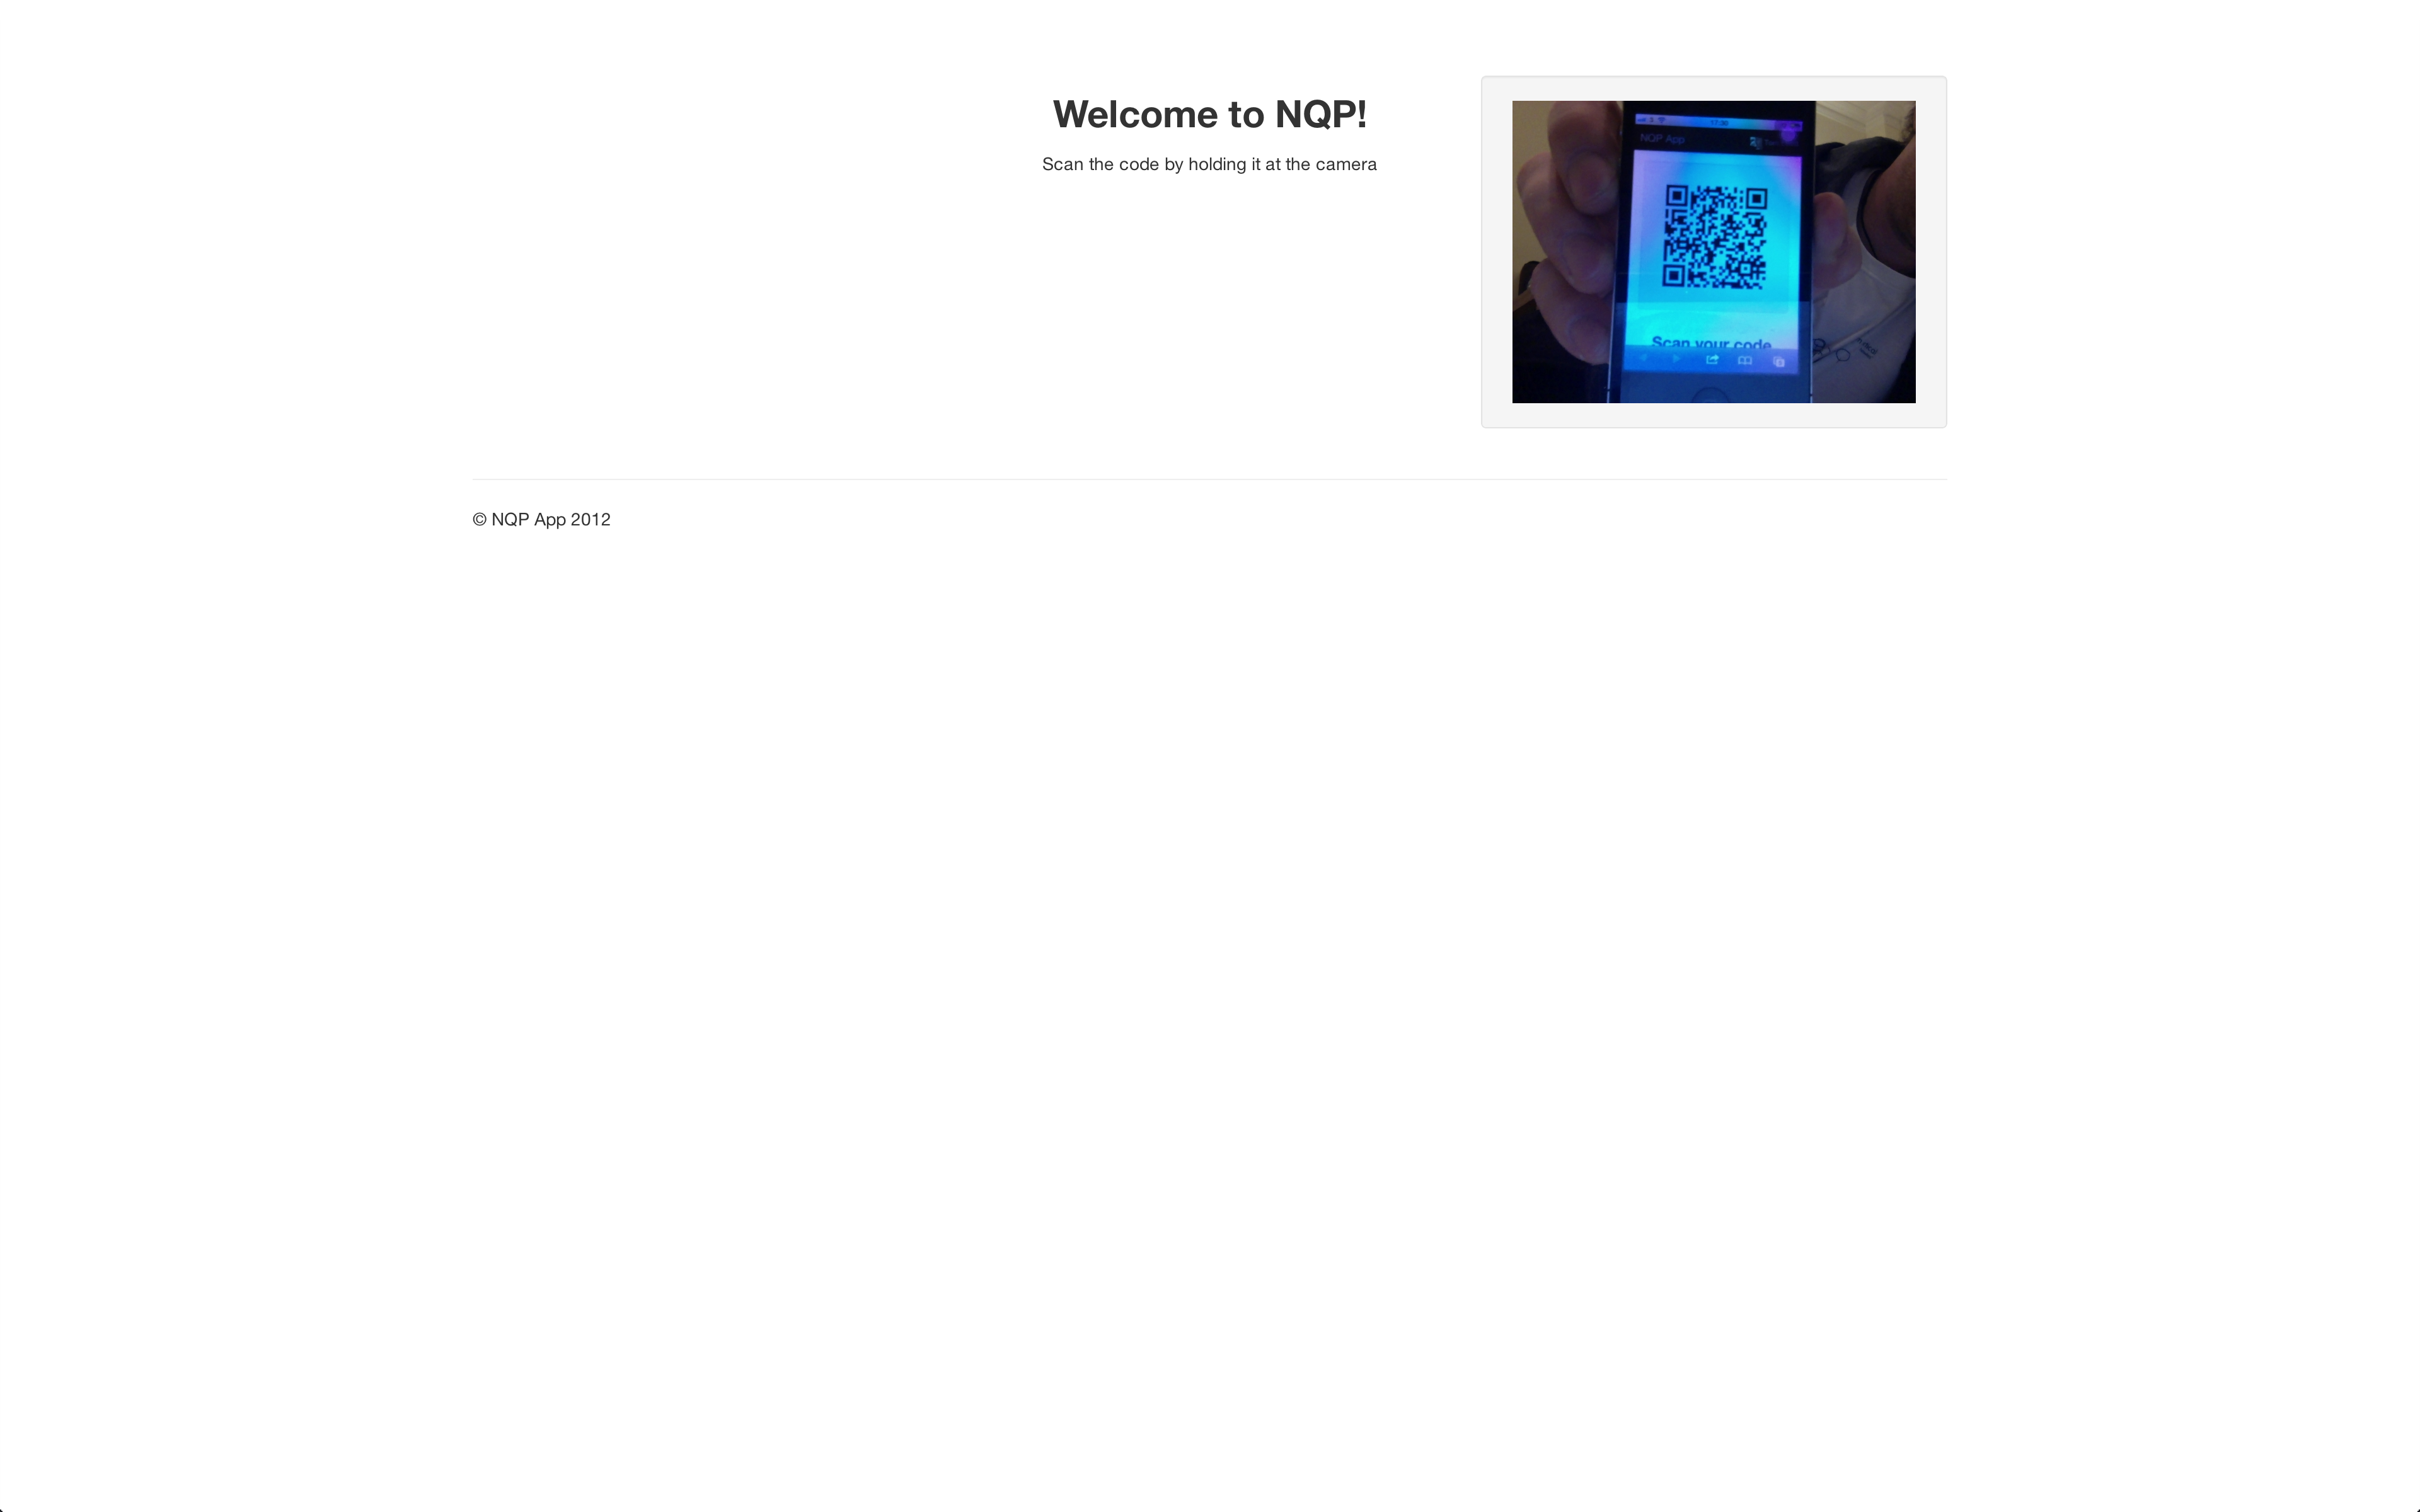 Welcome to NQP!
Scan the code by holding it at the camera
NQP App
Scan your code
© NQP App 2012